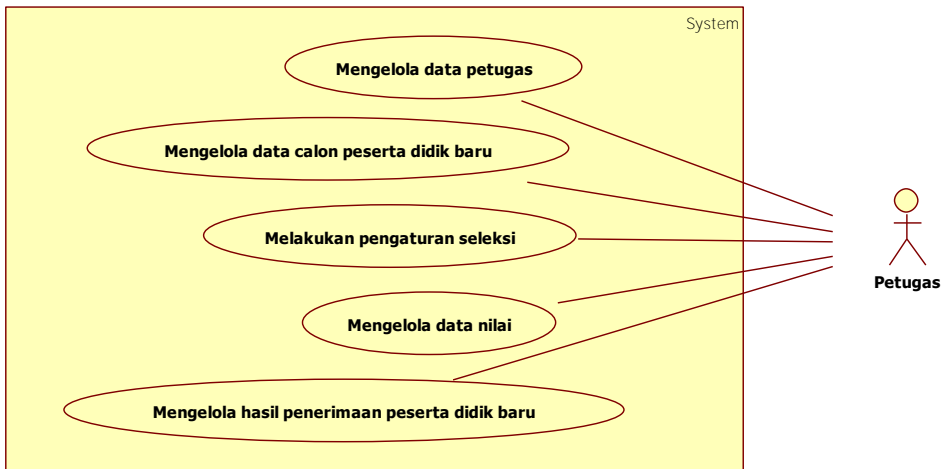 System
Mengelola data petugas
Mengelola data calon peserta didik baru
Melakukan pengaturan seleksi
Petugas
Mengelola data nilai
Mengelola hasil penerimaan peserta didik baru